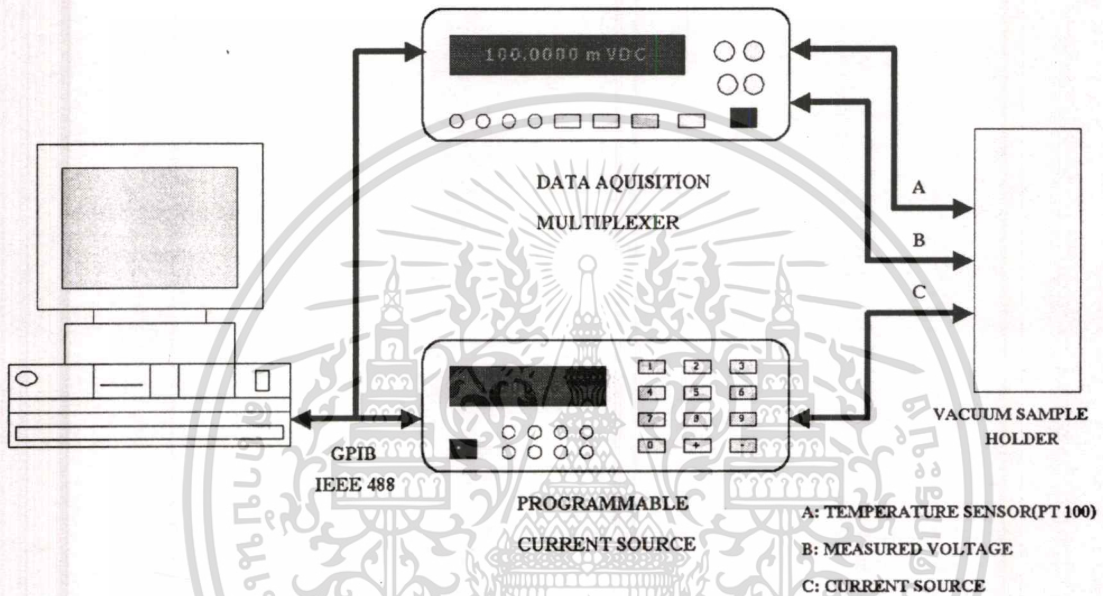 100.0000 m VDC
DATA AQUISITION
MULTIPLEXER
A
B
C
1 2 3
4 5 6
7 8 9
0 + -
GPIB
IEEE 488
PROGRAMMABLE
CURRENT SOURCE
VACUUM SAMPLE
HOLDER
A: TEMPERATURE SENSOR(PT 100)
B: MEASURED VOLTAGE
C: CURRENT SOURCE